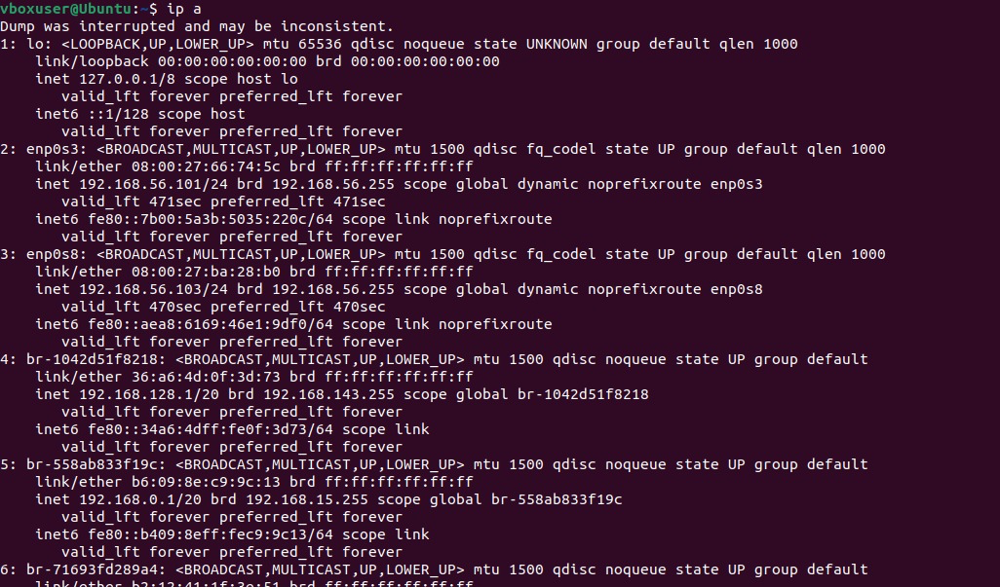 vboxuser@Ubuntu:~$ ip a
Dump was interrupted and may be inconsistent.
1: lo: <LOOPBACK,UP,LOWER_UP> mtu 65536 qdisc noqueue state UNKNOWN group default qlen 1000
    link/loopback 00:00:00:00:00:00 brd 00:00:00:00:00:00
    inet 127.0.0.1/8 scope host lo
       valid_lft forever preferred_lft forever
    inet6 ::1/128 scope host
       valid_lft forever preferred_lft forever
2: enp0s3: <BROADCAST,MULTICAST,UP,LOWER_UP> mtu 1500 qdisc fq_codel state UP group default qlen 1000
    link/ether 08:00:27:66:74:5c brd ff:ff:ff:ff:ff:ff
    inet 192.168.56.101/24 brd 192.168.56.255 scope global dynamic noprefixroute enp0s3
       valid_lft 471sec preferred_lft 471sec
    inet6 fe80::7b00:5a3b:5035:220c/64 scope link noprefixroute
       valid_lft forever preferred_lft forever
3: enp0s8: <BROADCAST,MULTICAST,UP,LOWER_UP> mtu 1500 qdisc fq_codel state UP group default qlen 1000
    link/ether 08:00:27:ba:28:b0 brd ff:ff:ff:ff:ff:ff
    inet 192.168.56.103/24 brd 192.168.56.255 scope global dynamic noprefixroute enp0s8
       valid_lft 470sec preferred_lft 470sec
    inet6 fe80::aea8:6169:46e1:9df0/64 scope link noprefixroute
       valid_lft forever preferred_lft forever
4: br-1042d51f8218: <BROADCAST,MULTICAST,UP,LOWER_UP> mtu 1500 qdisc noqueue state UP group default
    link/ether 36:a6:4d:0f:3d:73 brd ff:ff:ff:ff:ff:ff
    inet 192.168.128.1/20 brd 192.168.143.255 scope global br-1042d51f8218
       valid_lft forever preferred_lft forever
    inet6 fe80::34a6:4dff:fe0f:3d73/64 scope link
       valid_lft forever preferred_lft forever
5: br-558ab833f19c: <BROADCAST,MULTICAST,UP,LOWER_UP> mtu 1500 qdisc noqueue state UP group default
    link/ether b6:09:8e:c9:9c:13 brd ff:ff:ff:ff:ff:ff
    inet 192.168.0.1/20 brd 192.168.15.255 scope global br-558ab833f19c
       valid_lft forever preferred_lft forever
    inet6 fe80::b409:8eff:fec9:9c13/64 scope link
       valid_lft forever preferred_lft forever
6: br-71693fd289a4: <BROADCAST,MULTICAST,UP,LOWER_UP> mtu 1500 qdisc noqueue state UP group default
    link/ether b2:12:41:1f:3e:51 brd ff:ff:ff:ff:ff:ff